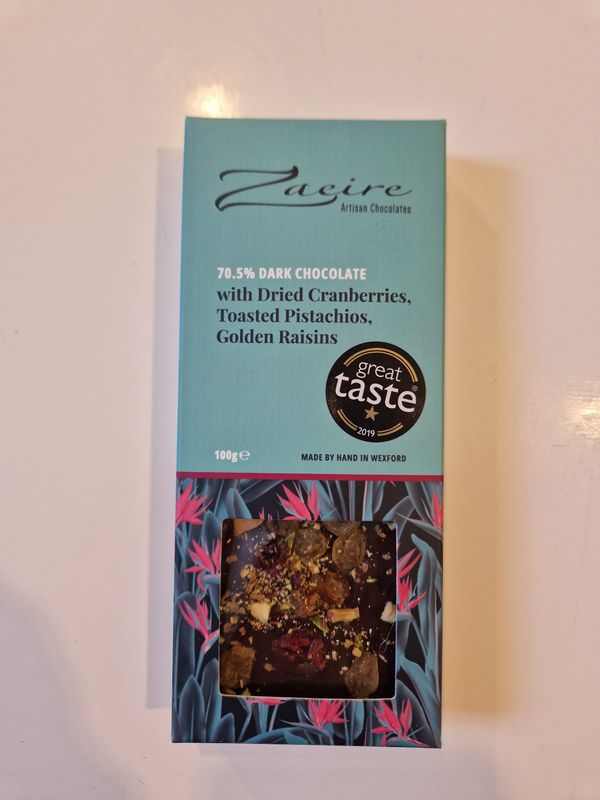 Zaeire
Artisan Chocolates
70.5% DARK CHOCOLATE
with Dried Cranberries,
Toasted Pistachios,
Golden Raisins
great
taste®
2019
100g℮
MADE BY HAND IN WEXFORD